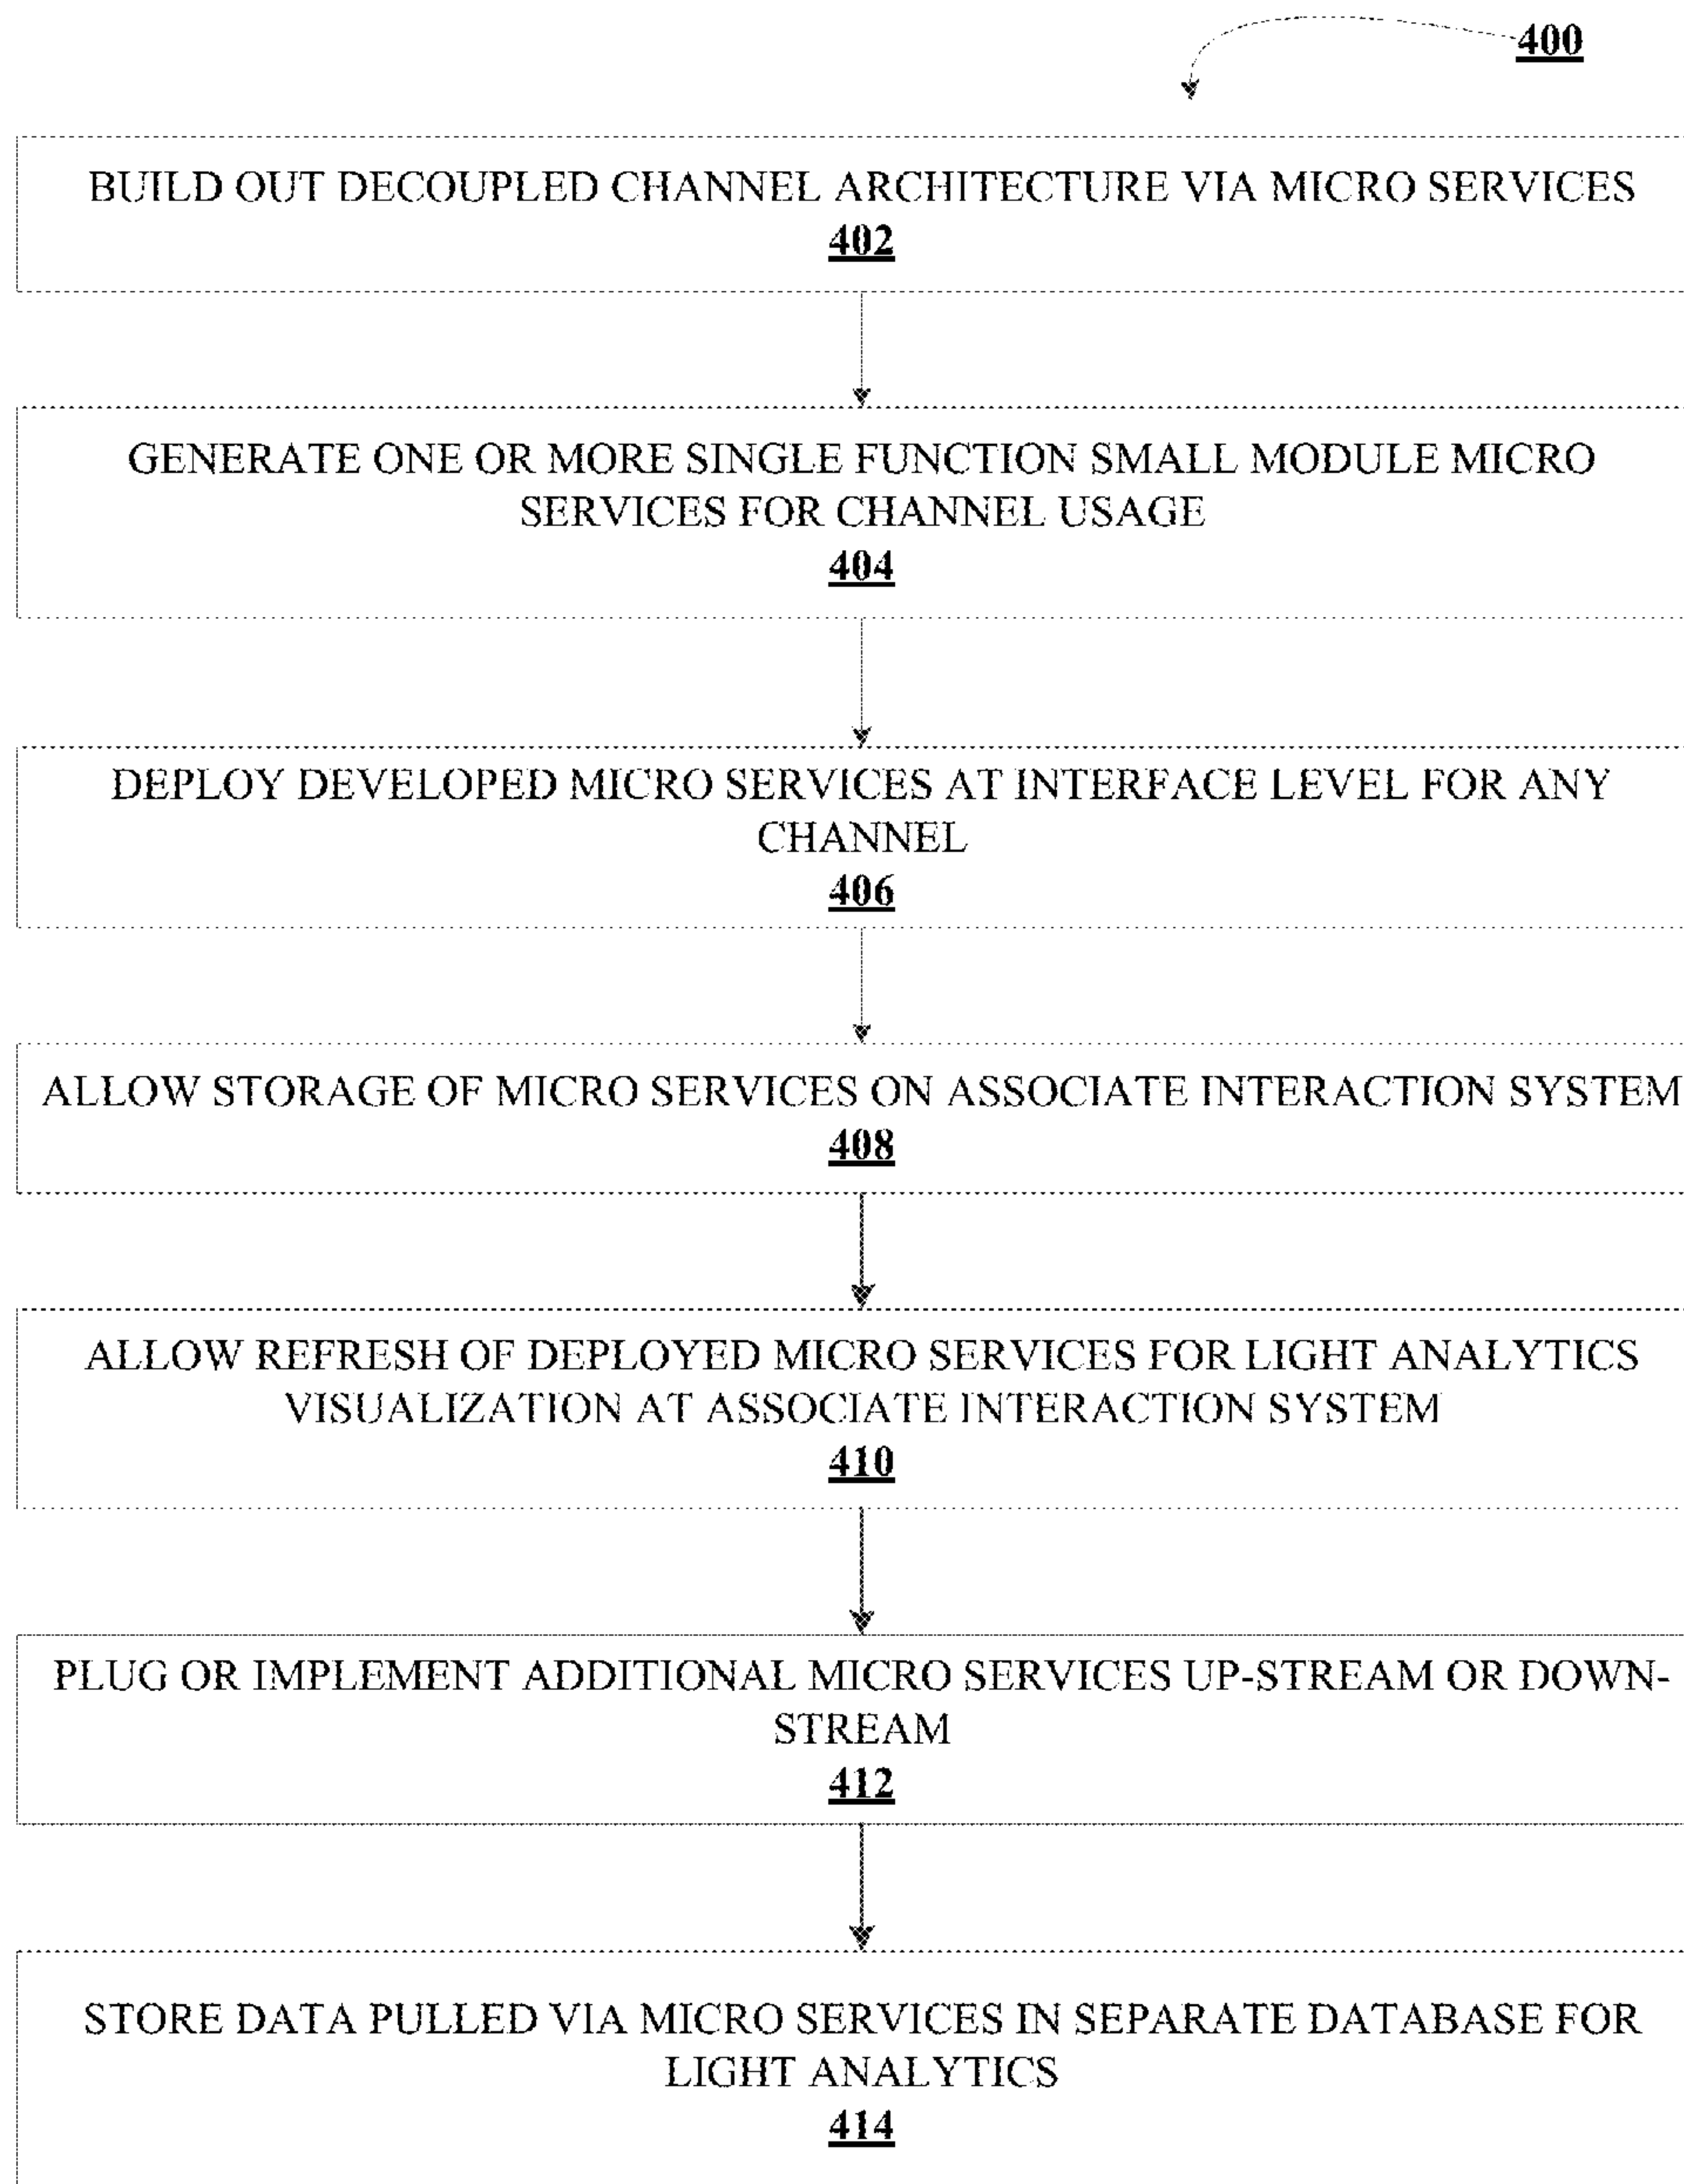 400
BUILD OUT DECOUPLED CHANNEL ARCHITECTURE VIA MICRO SERVICES
402
GENERATE ONE OR MORE SINGLE FUNCTION SMALL MODULE MICRO
SERVICES FOR CHANNEL USAGE
404
DEPLOY DEVELOPED MICRO SERVICES AT INTERFACE LEVEL FOR ANY
CHANNEL
406
ALLOW STORAGE OF MICRO SERVICES ON ASSOCIATE INTERACTION SYSTEM
408
ALLOW REFRESH OF DEPLOYED MICRO SERVICES FOR LIGHT ANALYTICS
VISUALIZATION AT ASSOCIATE INTERACTION SYSTEM
410
PLUG OR IMPLEMENT ADDITIONAL MICRO SERVICES UP-STREAM OR DOWN-
STREAM
412
STORE DATA PULLED VIA MICRO SERVICES IN SEPARATE DATABASE FOR
LIGHT ANALYTICS
414